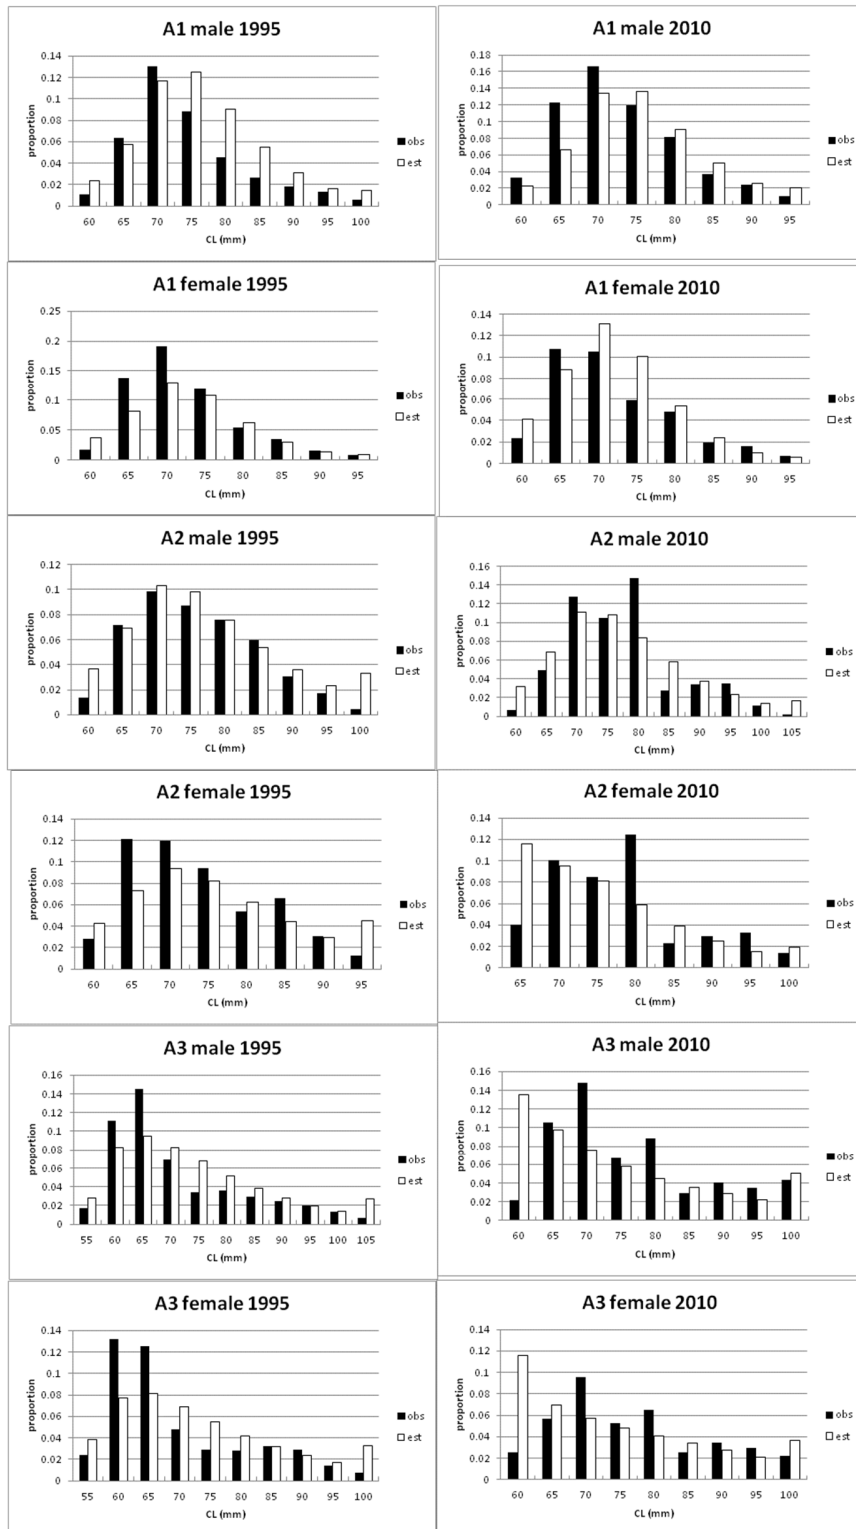 A1 male 1995
proportion
0.14
0.12
0.1
0.08
0.06
0.04
0.02
0
60 65 70 75 80 85 90 95 100
CL (mm)
obs
est
A1 male 2010
proportion
0.18
0.16
0.14
0.12
0.1
0.08
0.06
0.04
0.02
0
60 65 70 75 80 85 90 95
CL (mm)
obs
est
A1 female 1995
proportion
0.25
0.2
0.15
0.1
0.05
0
60 65 70 75 80 85 90 95
CL (mm)
obs
est
A1 female 2010
proportion
0.14
0.12
0.1
0.08
0.06
0.04
0.02
0
60 65 70 75 80 85 90 95
CL (mm)
obs
est
A2 male 1995
proportion
0.12
0.1
0.08
0.06
0.04
0.02
0
60 65 70 75 80 85 90 95 100
CL (mm)
obs
est
A2 male 2010
proportion
0.16
0.14
0.12
0.1
0.08
0.06
0.04
0.02
0
60 65 70 75 80 85 90 95 100 105
CL (mm)
obs
est
A2 female 1995
proportion
0.14
0.12
0.1
0.08
0.06
0.04
0.02
0
60 65 70 75 80 85 90 95
CL (mm)
obs
est
A2 female 2010
proportion
0.14
0.12
0.1
0.08
0.06
0.04
0.02
0
65 70 75 80 85 90 95 100
CL (mm)
obs
est
A3 male 1995
proportion
0.16
0.14
0.12
0.1
0.08
0.06
0.04
0.02
0
55 60 65 70 75 80 85 90 95 100 105
CL (mm)
obs
est
A3 male 2010
proportion
0.16
0.14
0.12
0.1
0.08
0.06
0.04
0.02
0
60 65 70 75 80 85 90 95 100
CL (mm)
obs
est
A3 female 1995
proportion
0.14
0.12
0.1
0.08
0.06
0.04
0.02
0
55 60 65 70 75 80 85 90 95 100
CL (mm)
obs
est
A3 female 2010
proportion
0.14
0.12
0.1
0.08
0.06
0.04
0.02
0
60 65 70 75 80 85 90 95 100
CL (mm)
obs
est